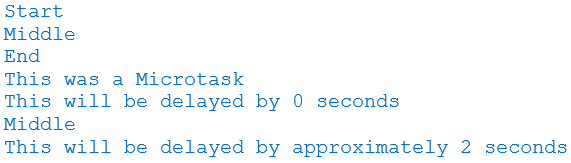 Start
Middle
End
This was a Microtask
This will be delayed by 0 seconds
Middle
This will be delayed by approximately 2 seconds